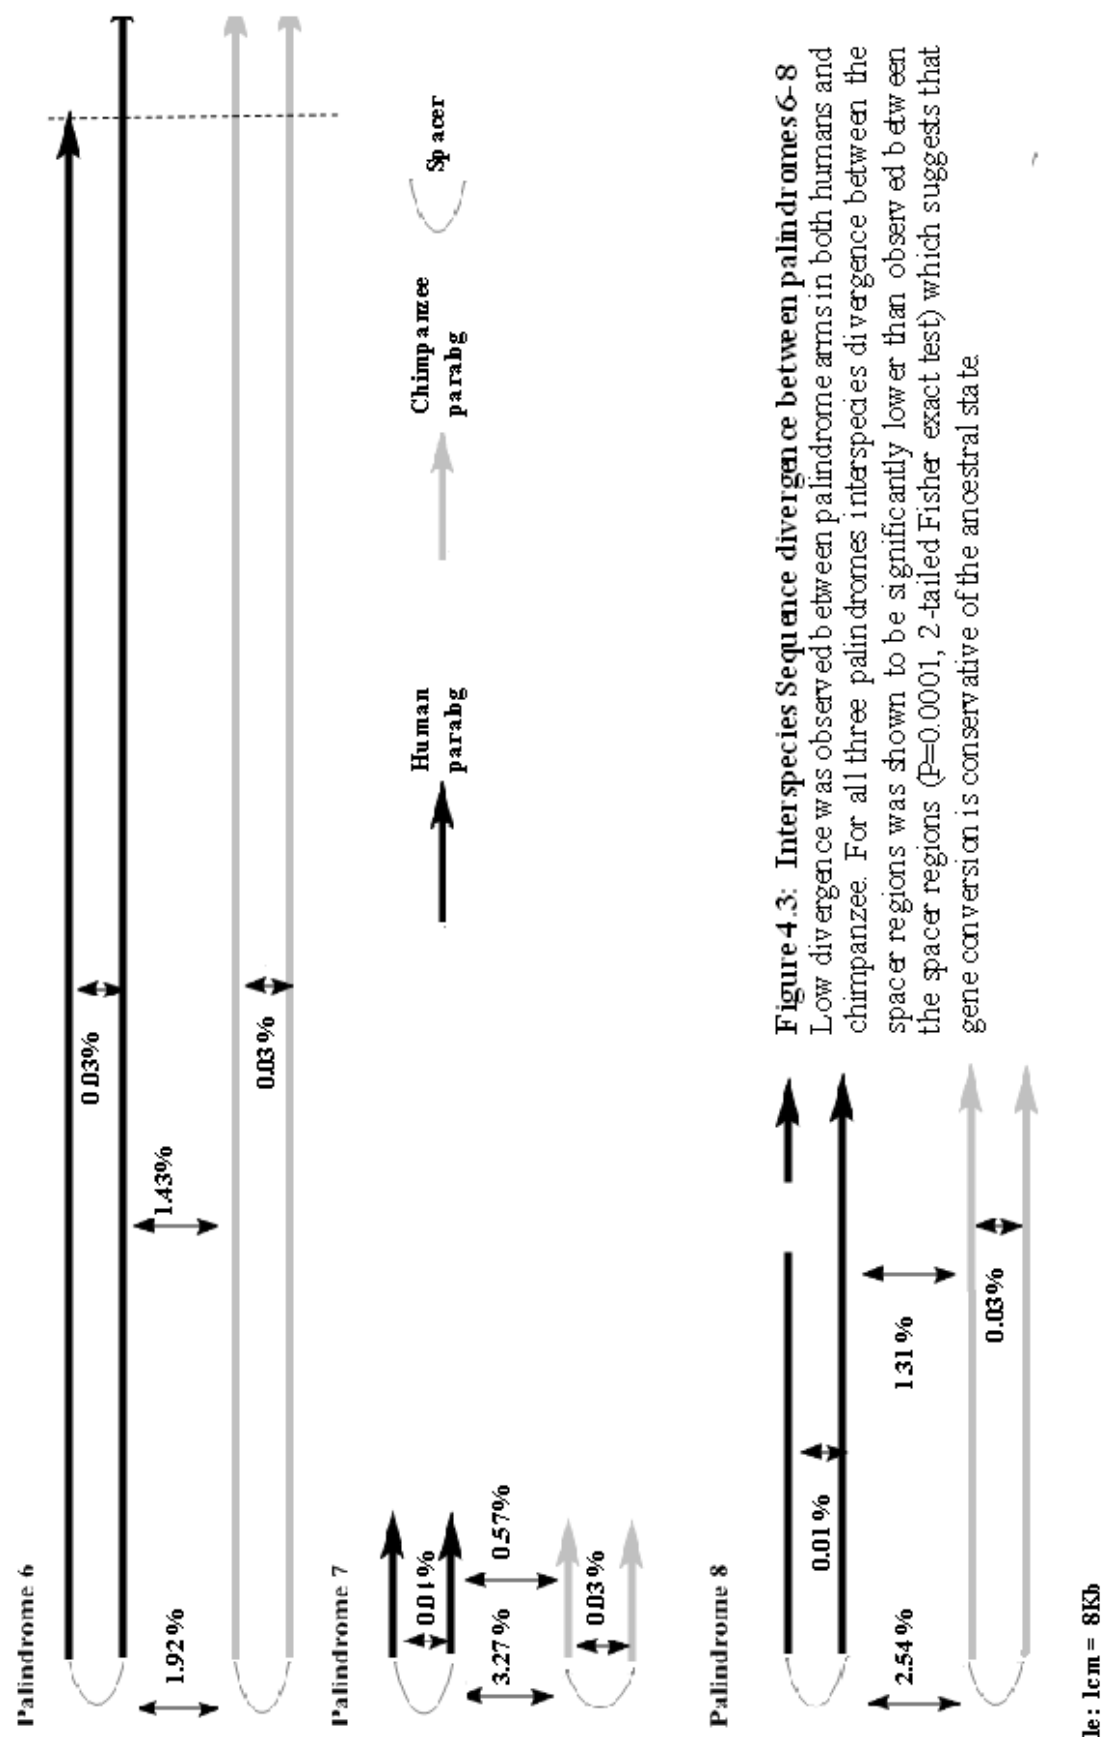 Palindrome 6
1.92%
1.43%
0.03%
0.03%
Palindrome 7
0.01%
3.27%
0.57%
0.03%
Human
paralog
Chimpanzee
paralog
Spacer
Palindrome 8
0.01%
2.54%
1.31%
0.03%
le: 1cm = 8Kb
Figure 4.3: Interspecies Sequence divergence between palindromes 6-8
Low divergence was observed between palindrome arms in both humans and
chimpanzee. For all three palindromes interspecies divergence between the
spacer regions was shown to be significantly lower than observed between
the spacer regions (P=0.0001, 2-tailed Fisher exact test) which suggests that
gene conversion is conservative of the ancestral state.